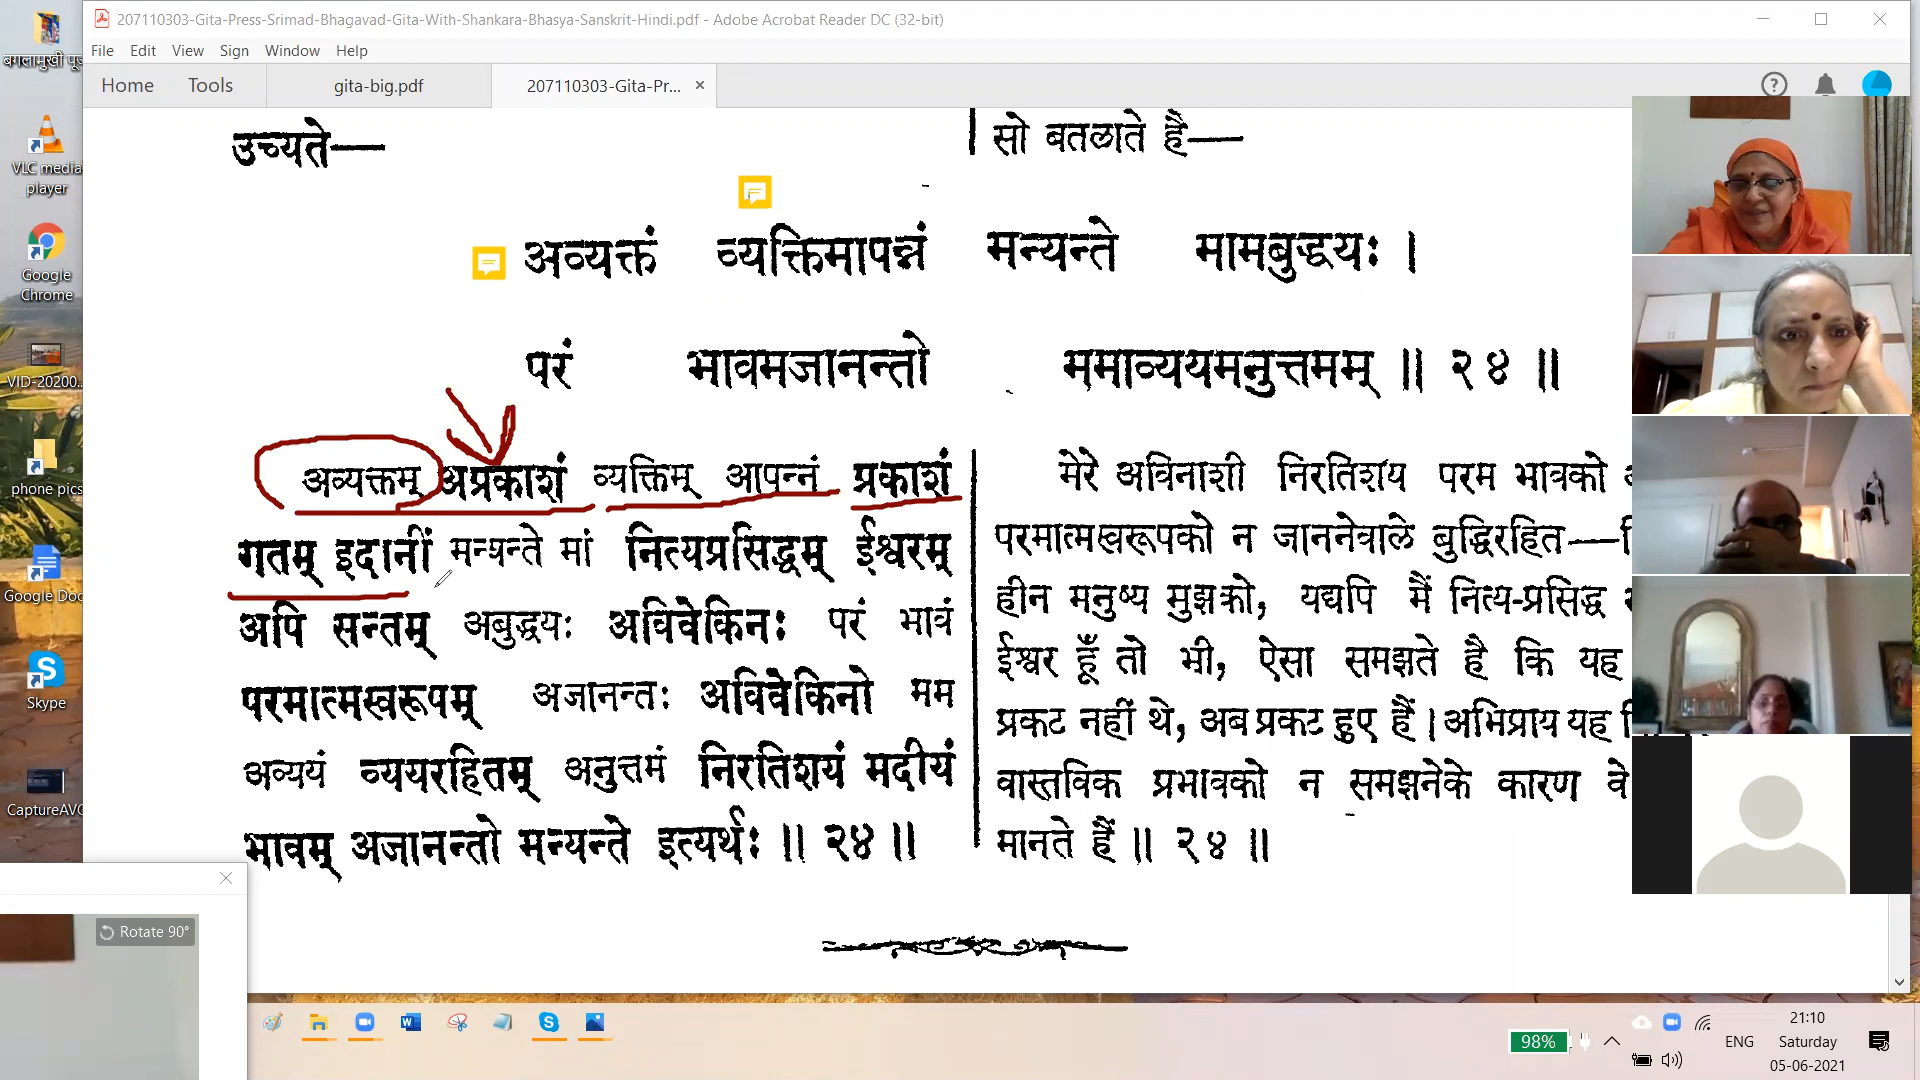 207110303-Gita-Press-Srimad-Bhagavad-Gita-With-Shankara-Bhasya-Sanskrit-Hindi.pdf - Adobe Acrobat Reader DC (32-bit)
File Edit View Sign Window Help
Home Tools gita-big.pdf 207110303-Gita-Pr... ×
उच्यते—
सो बतलाते है—
अव्यक्तं व्यक्तिमापन्नं मन्यन्ते मामबुद्धयः ।
परं भावमजानन्तो ममाव्ययमनुत्तमम् ॥ २४ ॥
अव्यक्तम् अप्रकाशं व्यक्तिम् आपन्नं प्रकाशं
गतम् इदानीं मन्यन्ते मां नित्यप्रसिद्धम् ईश्वरम्
अपि सन्तम् अबुद्धयः अविवेकिनः परं भावं
परमात्मस्वरूपम् अजानन्तः अविवेकिनो मम
अव्ययं व्ययरहितम् अनुत्तमं निरतिशयं मदीयं
भावम् अजानन्तो मन्यन्ते इत्यर्थः ॥ २४ ॥
मेरे अविनाशी निरतिशय परम भावको
परमात्मस्वरूपको न जाननेवाले बुद्धिरहित—
हीन मनुष्य मुझको, यद्यपि मैं नित्य-प्रसिद्ध
ईश्वर हूँ तो भी, ऐसा समझते है कि यह
प्रकट नहीं थे, अब प्रकट हुए हैं । अभिप्राय यह
वास्तविक प्रभावको न समझनेके कारण वे
मानते हैं ॥ २४ ॥
बगलामुखी
VLC media player
Google Chrome
VID-20200...
phone pics
Google Doc
Skype
CaptureAVC
Rotate 90°
98%
ENG
21:10
Saturday
05-06-2021